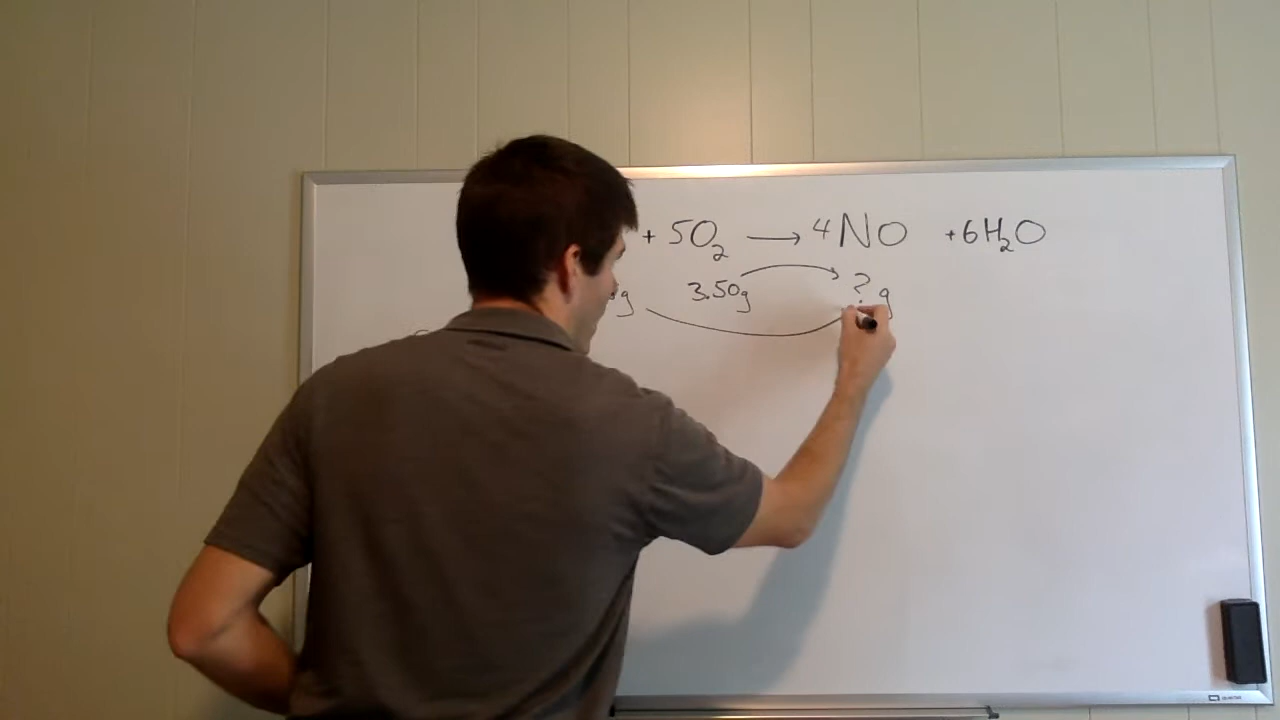 + 5O₂ → 4NO + 6H₂O
g 3.50g ? g